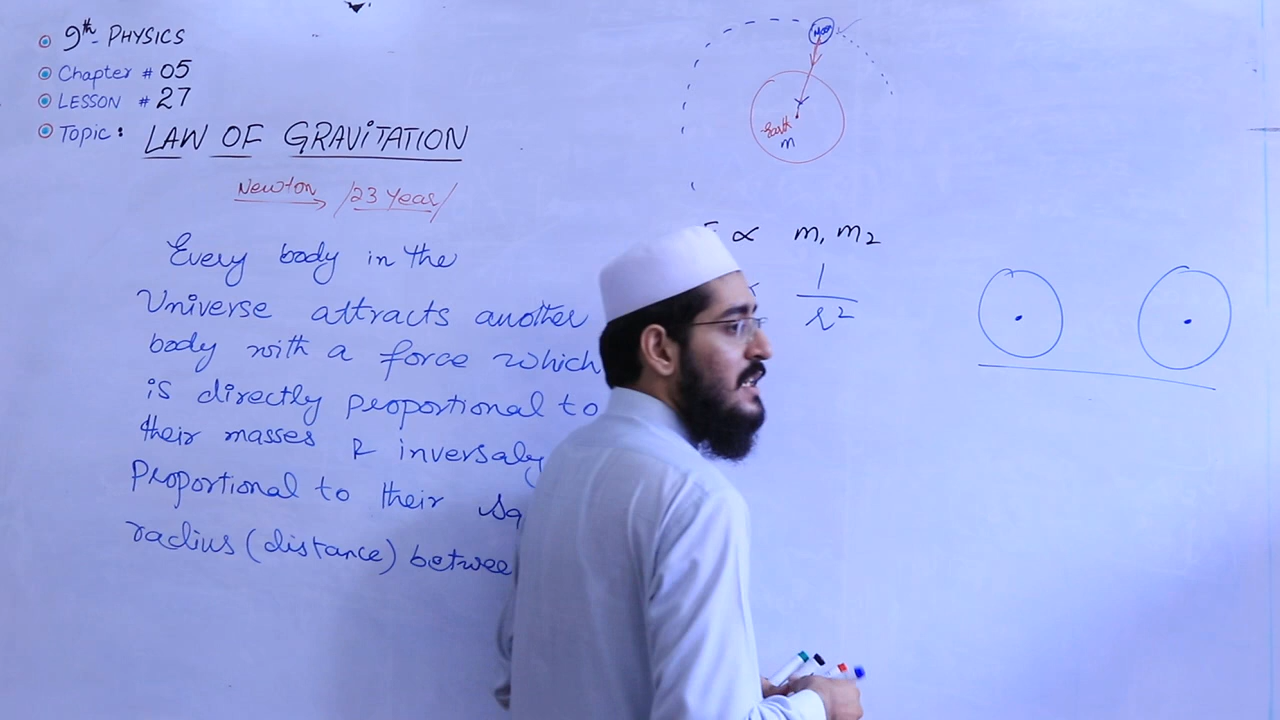 9th PHYSICS
Chapter # 05
LESSON # 27
Topic: LAW OF GRAVITATION
Newton /23 Year/
Every body in the
Universe attracts another
body with a force which
is directly proportional to
their masses & inversaly
proportional to their sq
radius (distance) betwee
Moon
Earth
m
∝ m, m2
1
r2